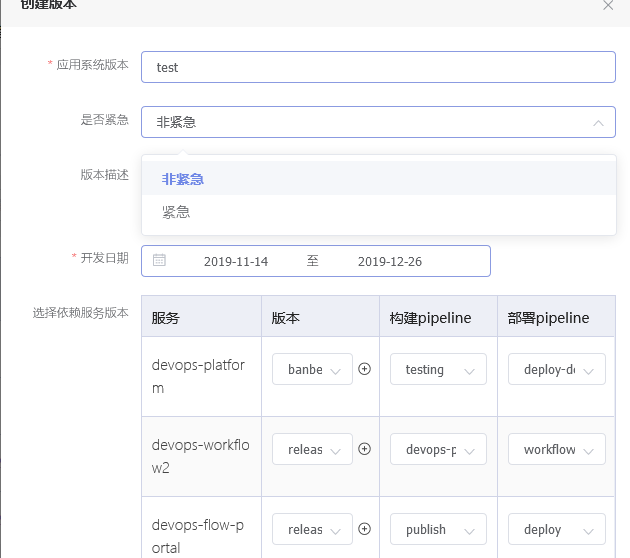 创建版本
* 应用系统版本 test
是否紧急 非紧急
版本描述
非紧急
紧急
* 开发日期 2019-11-14 至 2019-12-26
选择依赖服务版本
服务 版本 构建pipeline 部署pipeline
devops-platfor
m
banbe testing deploy-de
devops-workflo
w2
releas devops-p workflow
devops-flow-p
ortal
releas publish deploy